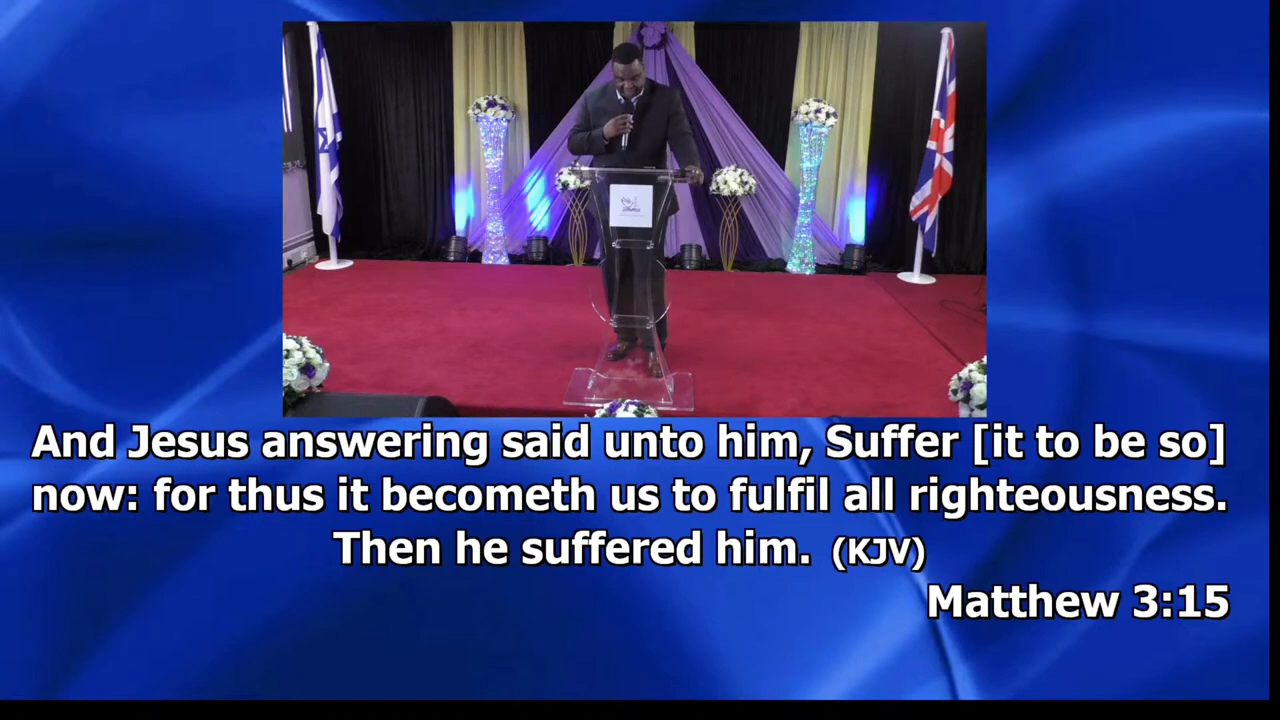 And Jesus answering said unto him, Suffer [it to be so]
now: for thus it becometh us to fulfil all righteousness.
Then he suffered him. (KJV)
Matthew 3:15